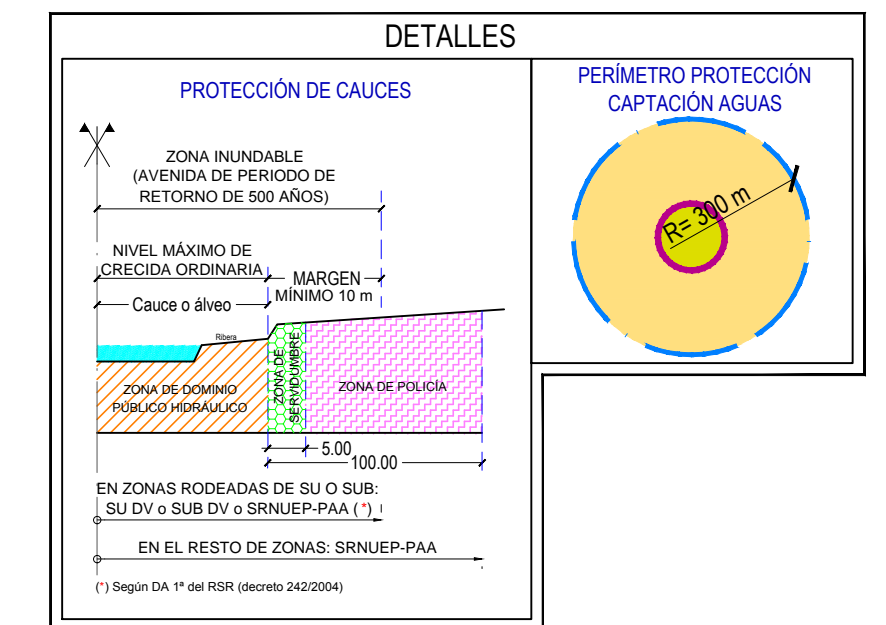 DETALLES
PROTECCIÓN DE CAUCES
ZONA INUNDABLE
(AVENIDA DE PERIODO DE
RETORNO DE 500 AÑOS)
NIVEL MÁXIMO DE
CRECIDA ORDINARIA
MARGEN
MÍNIMO 10 m
Cauce o álveo
Ribera
ZONA DE DOMINIO
PÚBLICO HIDRÁULICO
ZONA DE
SERVIDUMBRE
ZONA DE POLICÍA
5.00
100.00
EN ZONAS RODEADAS DE SU O SUB:
SU DV o SUB DV o SRNUEP-PAA (*)
EN EL RESTO DE ZONAS: SRNUEP-PAA
(*) Según DA 1ª del RSR (decreto 242/2004)
PERÍMETRO PROTECCIÓN
CAPTACIÓN AGUAS
R= 300 m